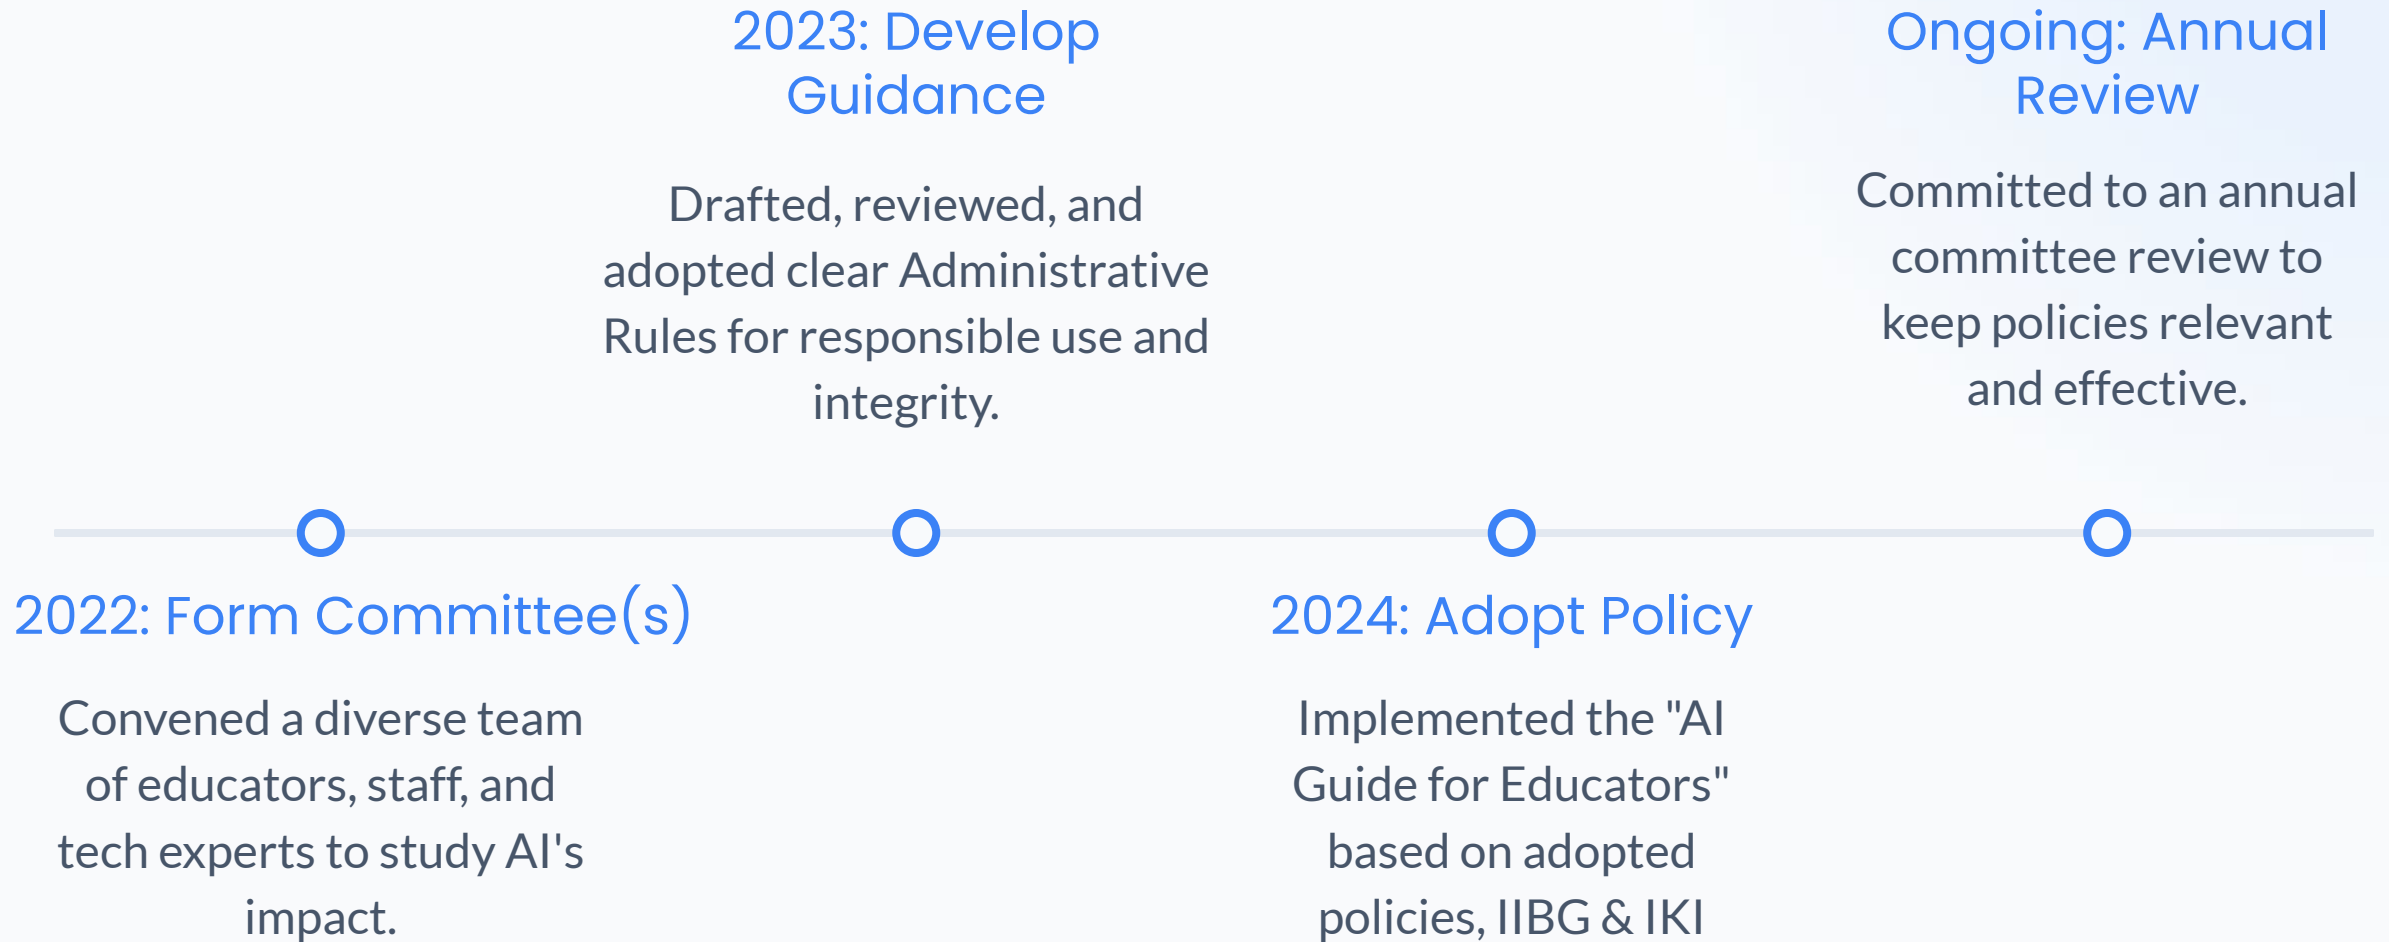 2022: Form Committee(s)
Convened a diverse team
of educators, staff, and
tech experts to study AI's
impact.
2023: Develop
Guidance
Drafted, reviewed, and
adopted clear Administrative
Rules for responsible use and
integrity.
2024: Adopt Policy
Implemented the "AI
Guide for Educators"
based on adopted
policies, IIBG & IKI
Ongoing: Annual
Review
Committed to an annual
committee review to
keep policies relevant
and effective.